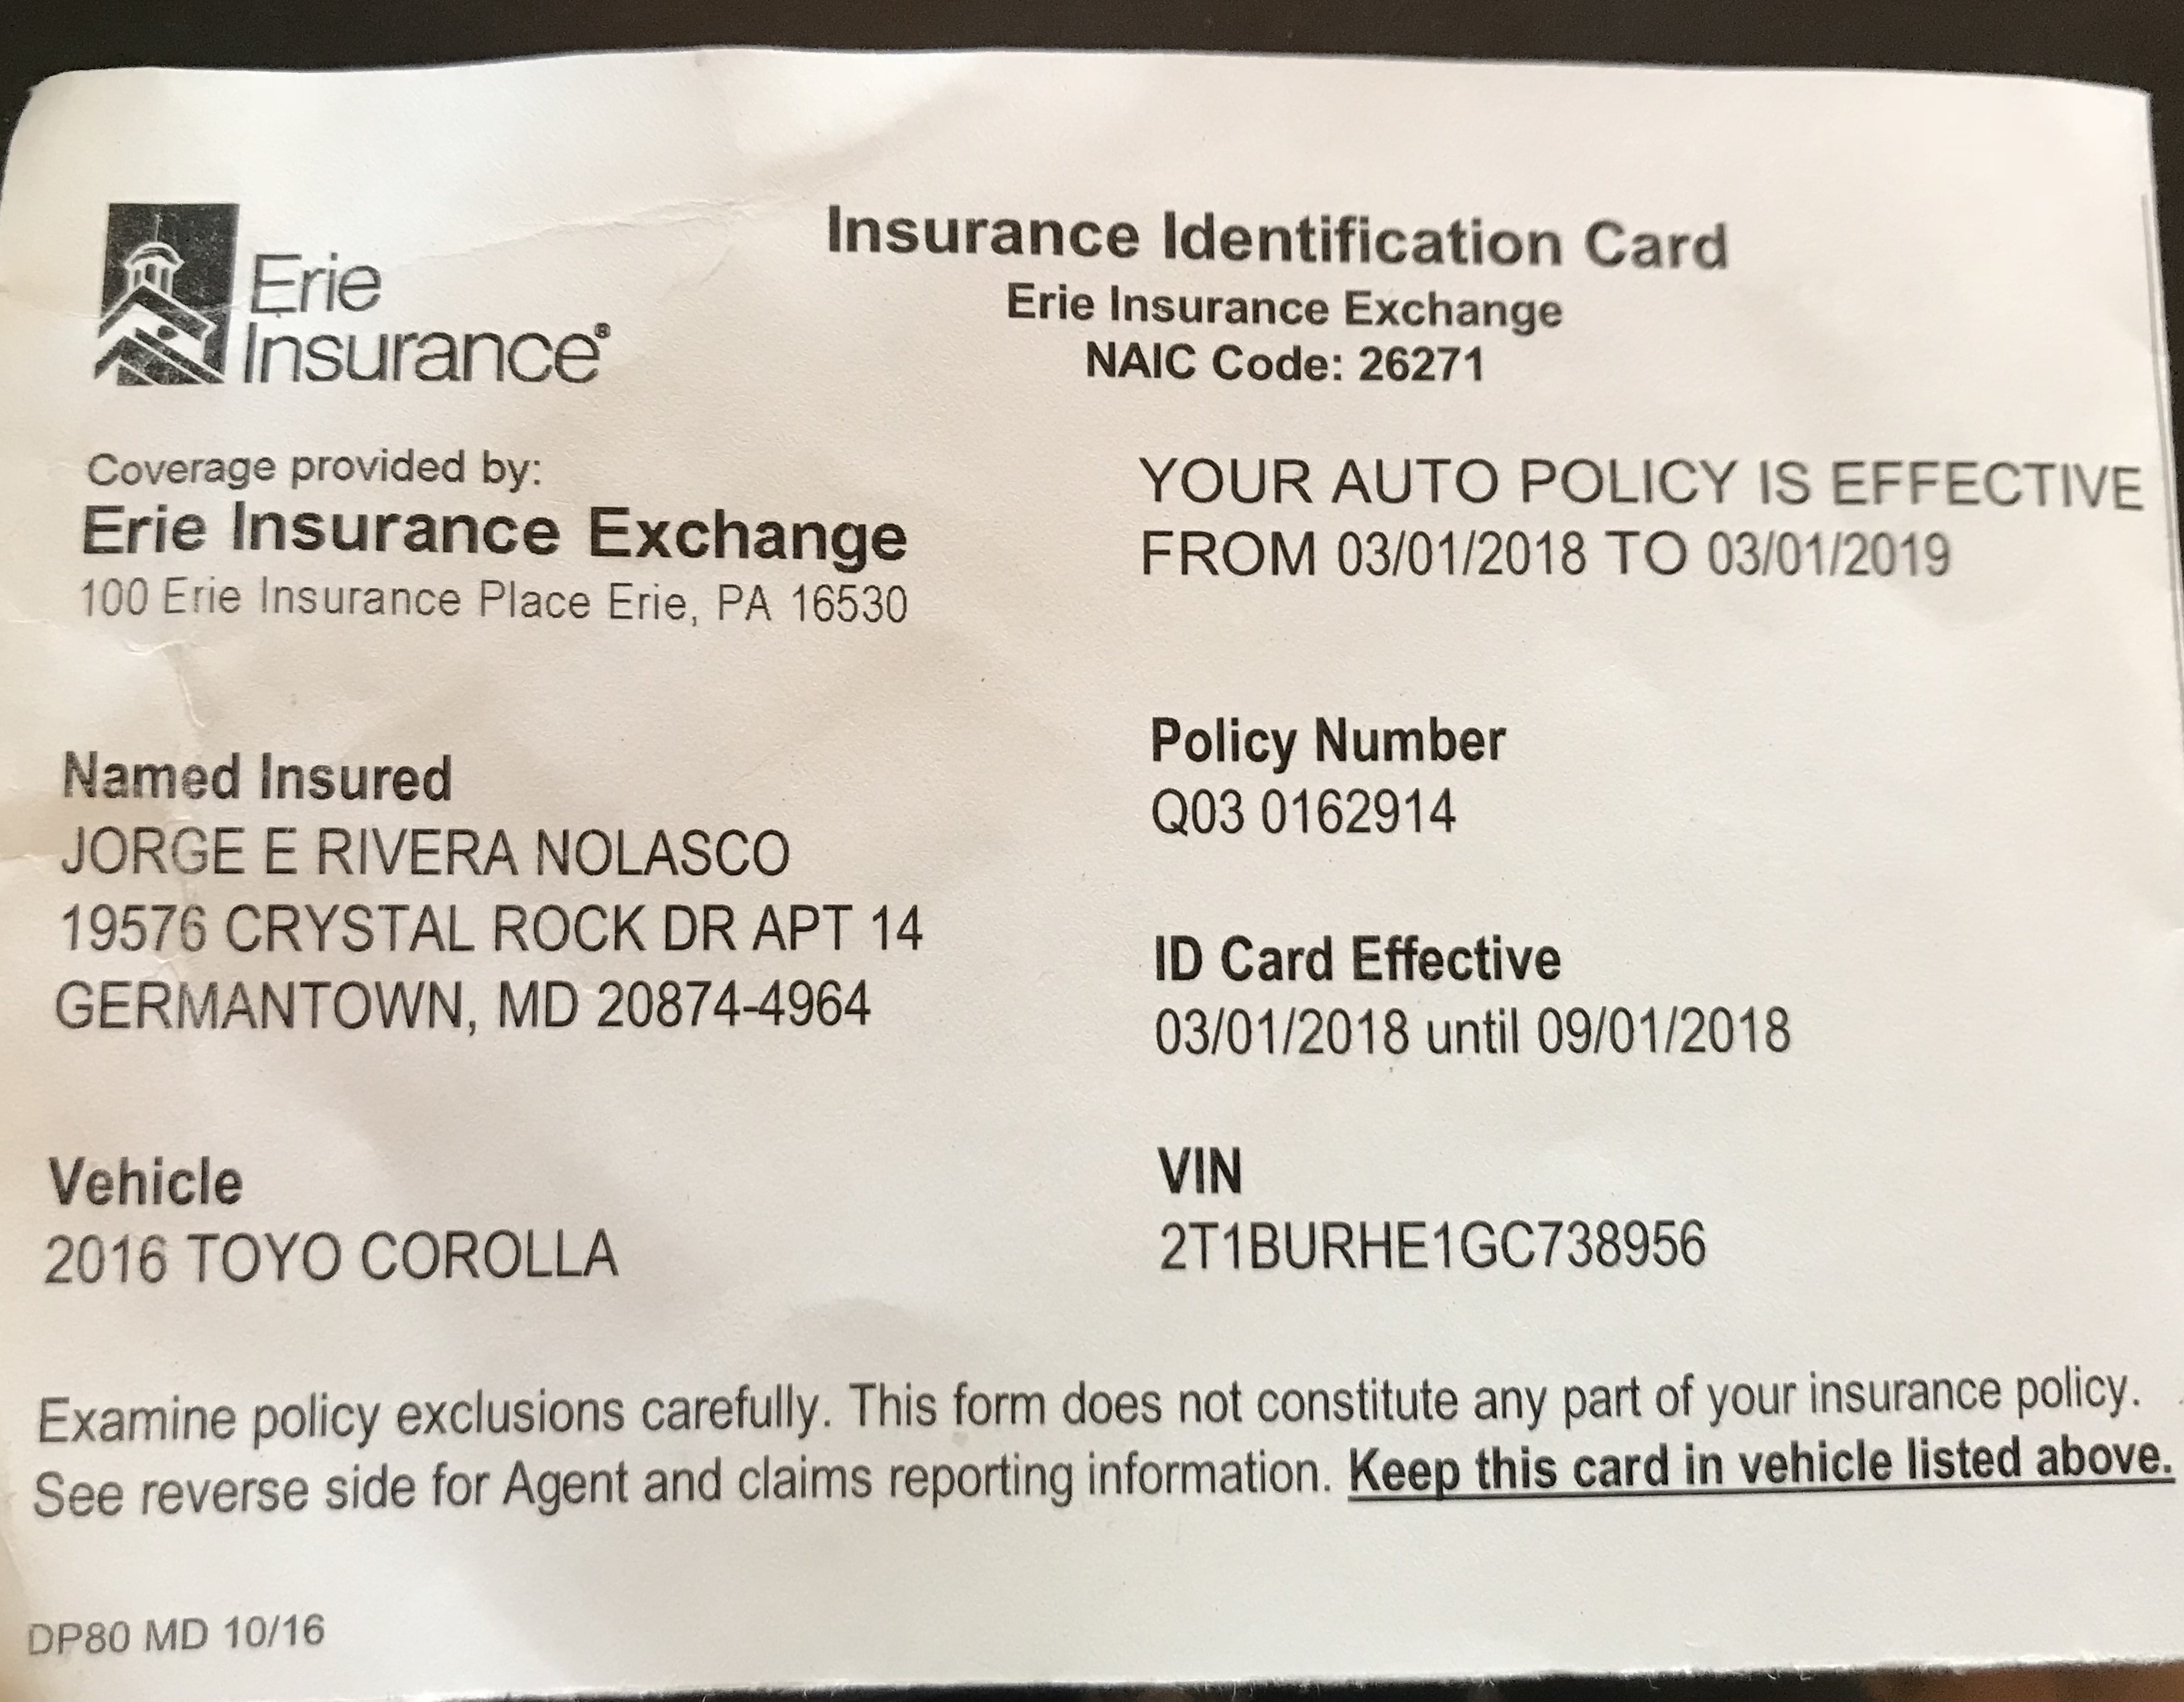 Erie
Insurance®
Insurance Identification Card
Erie Insurance Exchange
NAIC Code: 26271
Coverage provided by:
Erie Insurance Exchange
100 Erie Insurance Place Erie, PA 16530
YOUR AUTO POLICY IS EFFECTIVE
FROM 03/01/2018 TO 03/01/2019
Named Insured
JORGE E RIVERA NOLASCO
19576 CRYSTAL ROCK DR APT 14
GERMANTOWN, MD 20874-4964
Policy Number
Q03 0162914
ID Card Effective
03/01/2018 until 09/01/2018
Vehicle
2016 TOYO COROLLA
VIN
2T1BURHE1GC738956
Examine policy exclusions carefully. This form does not constitute any part of your insurance policy.
See reverse side for Agent and claims reporting information. Keep this card in vehicle listed above.
DP80 MD 10/16